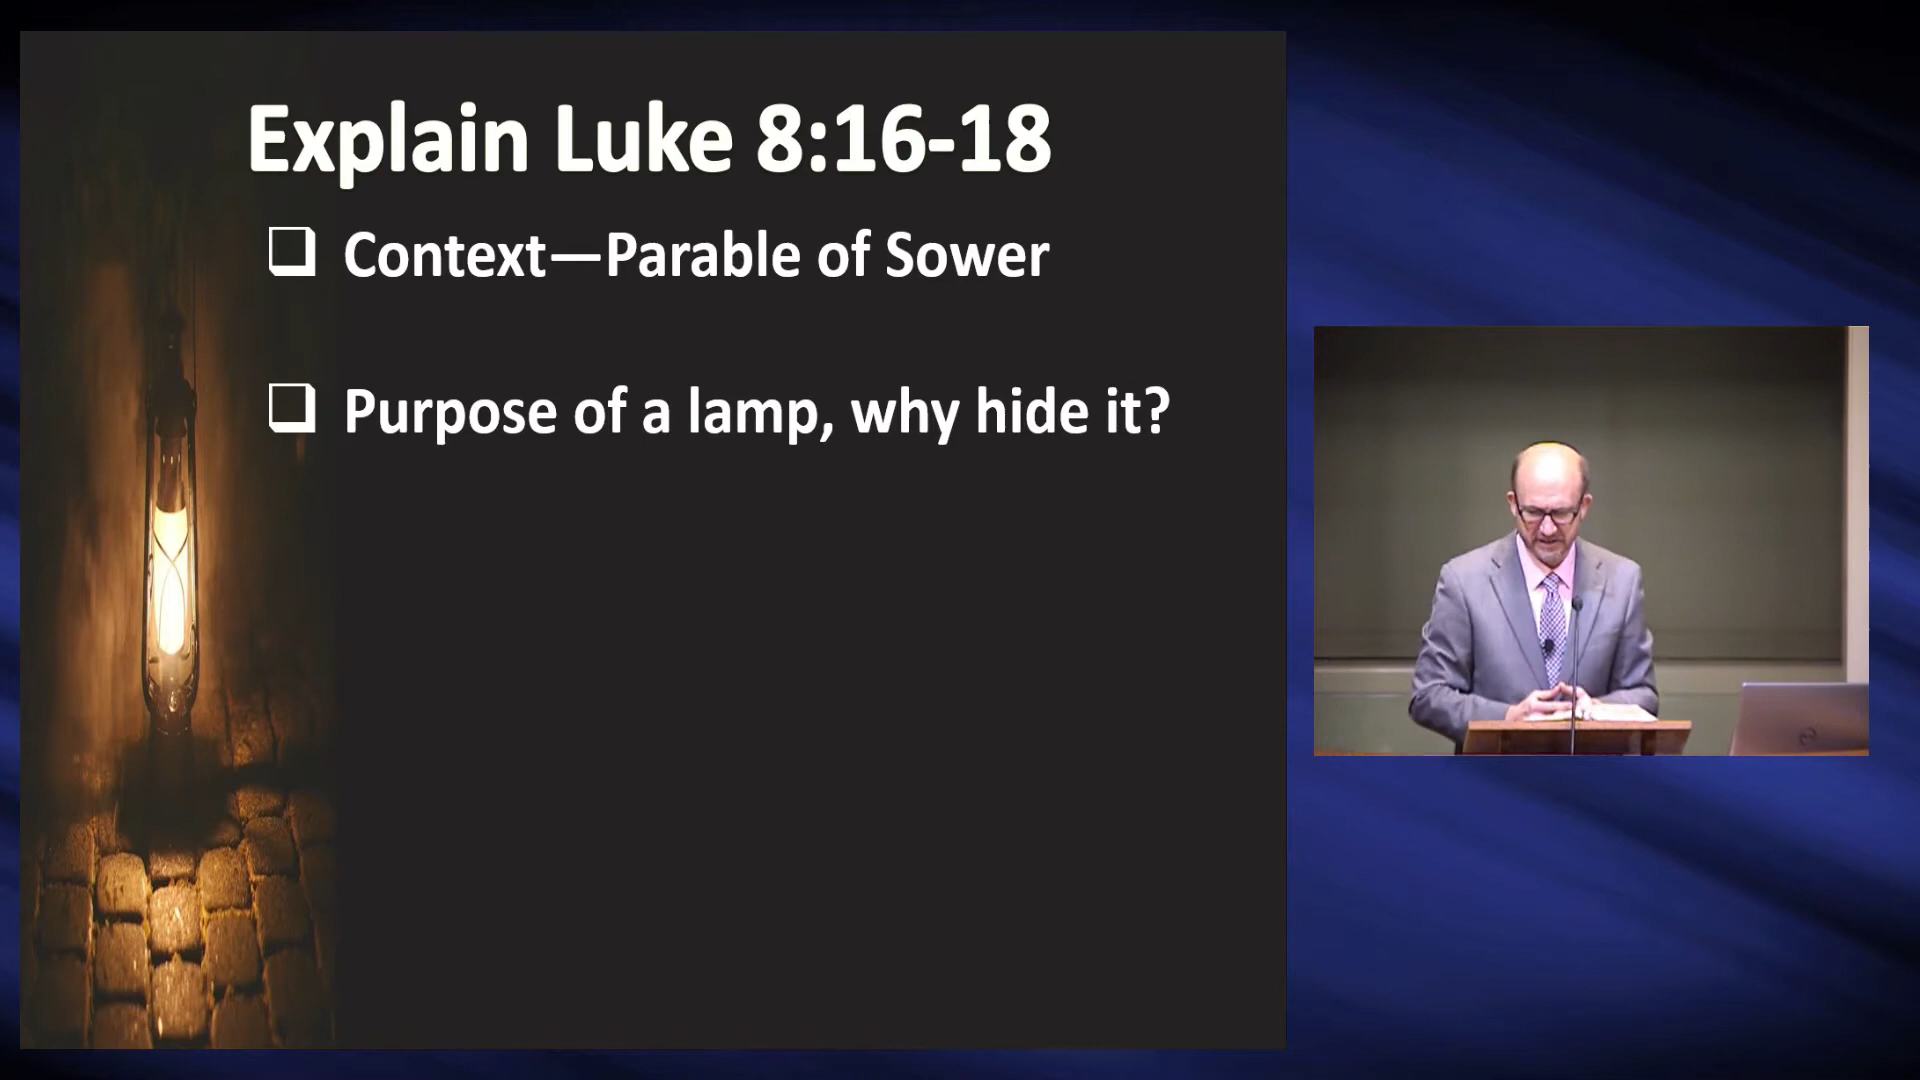 Explain Luke 8:16-18
❑ Context—Parable of Sower
❑ Purpose of a lamp, why hide it?